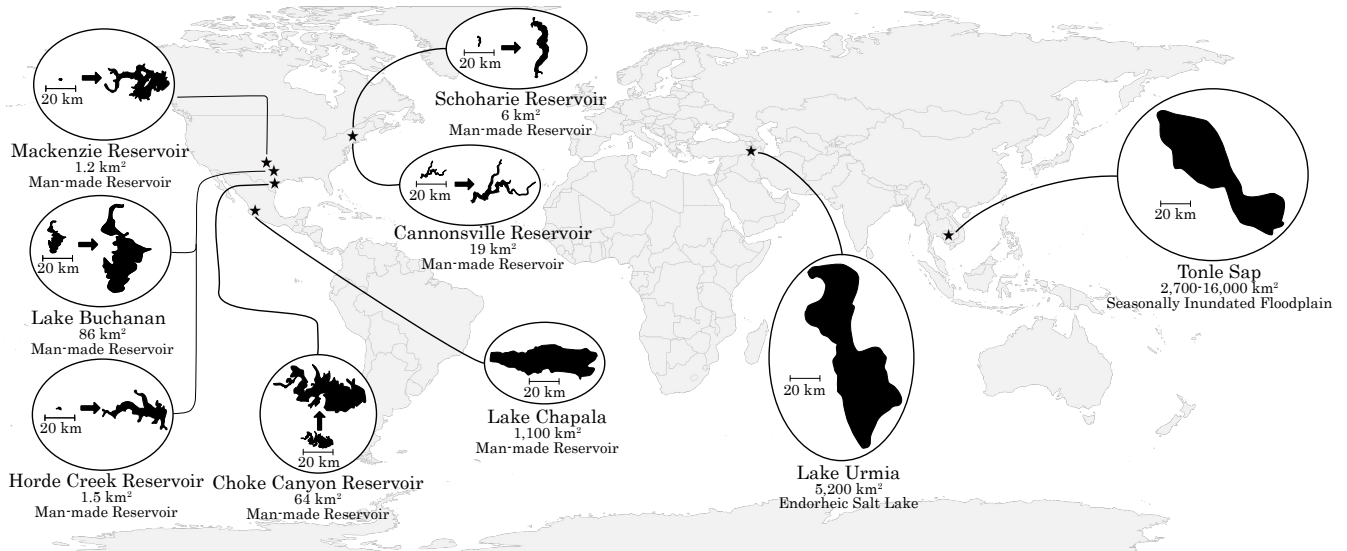 20 km
Mackenzie Reservoir
1.2 km²
Man-made Reservoir
20 km
Schoharie Reservoir
6 km²
Man-made Reservoir
20 km
Cannonsville Reservoir
19 km²
Man-made Reservoir
20 km
Lake Buchanan
86 km²
Man-made Reservoir
20 km
Horde Creek Reservoir
1.5 km²
Man-made Reservoir
20 km
Choke Canyon Reservoir
64 km²
Man-made Reservoir
20 km
Lake Chapala
1,100 km²
Man-made Reservoir
20 km
Lake Urmia
5,200 km²
Endorheic Salt Lake
20 km
Tonle Sap
2,700-16,000 km²
Seasonally Inundated Floodplain